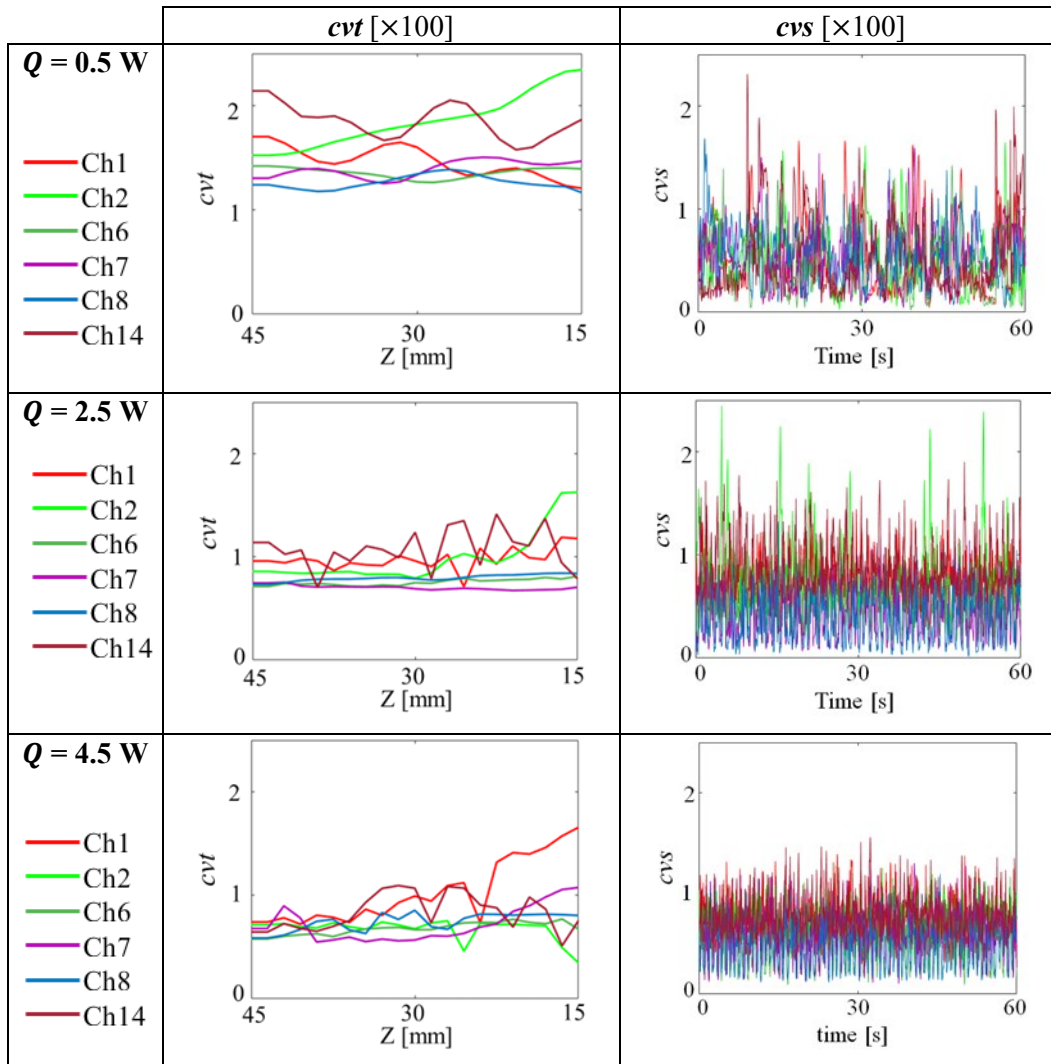 cvt [×100]
cvs [×100]
Q = 0.5 W
Ch1
Ch2
Ch6
Ch7
Ch8
Ch14
cvt
2
1
0
45
30
15
Z [mm]
cvs
2
1
0
0
30
60
Time [s]
Q = 2.5 W
Ch1
Ch2
Ch6
Ch7
Ch8
Ch14
cvt
2
1
0
45
30
15
Z [mm]
cvs
2
1
0
0
30
60
Time [s]
Q = 4.5 W
Ch1
Ch2
Ch6
Ch7
Ch8
Ch14
cvt
2
1
0
45
30
15
Z [mm]
cvs
2
1
0
0
30
60
time [s]